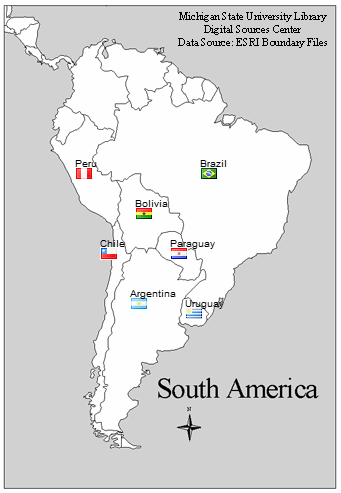 Michigan State University Library
Digital Sources Center
Data Source: ESRI Boundary Files
Peru
Brazil
Bolivia
Chile
Paraguay
Argentina
Uruguay
South America
N